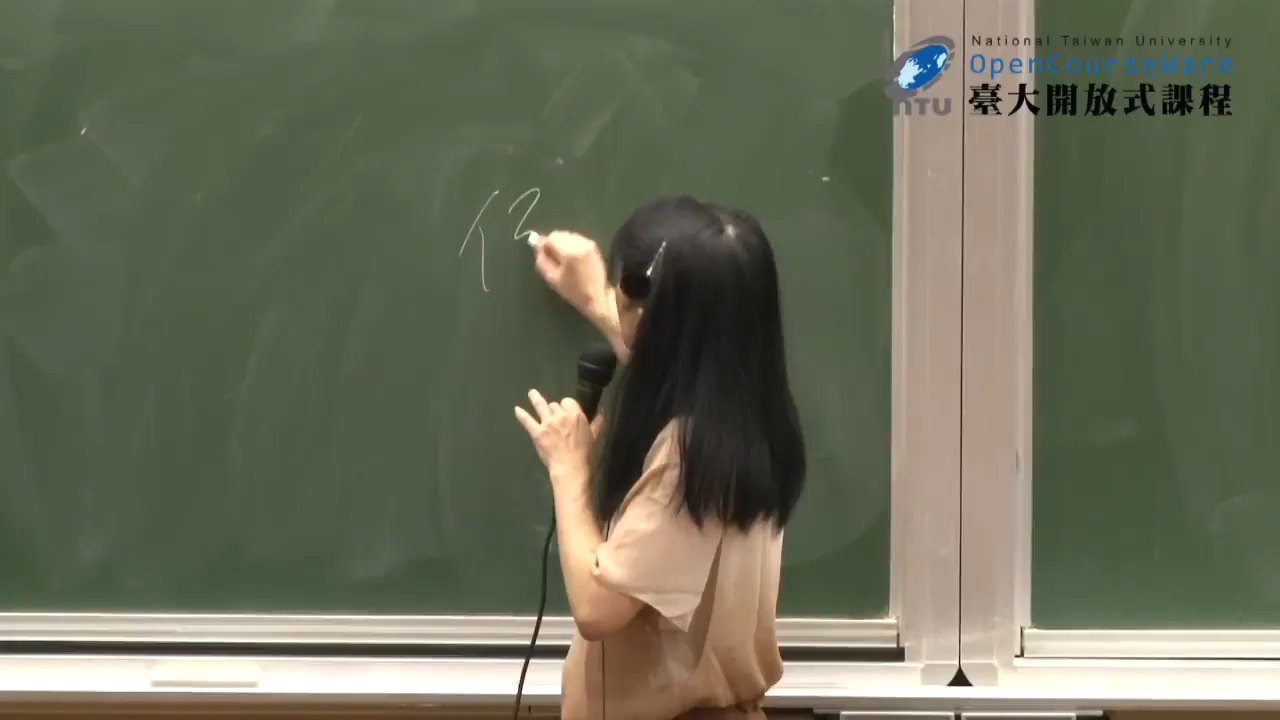 National Taiwan University
OpenCourseWare
NTU
臺大開放式課程